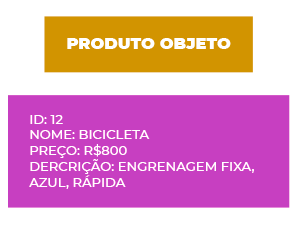 PRODUTO OBJETO
ID: 12
NOME: BICICLETA
PREÇO: R$800
DERCRIÇÃO: ENGRENAGEM FIXA,
AZUL, RÁPIDA